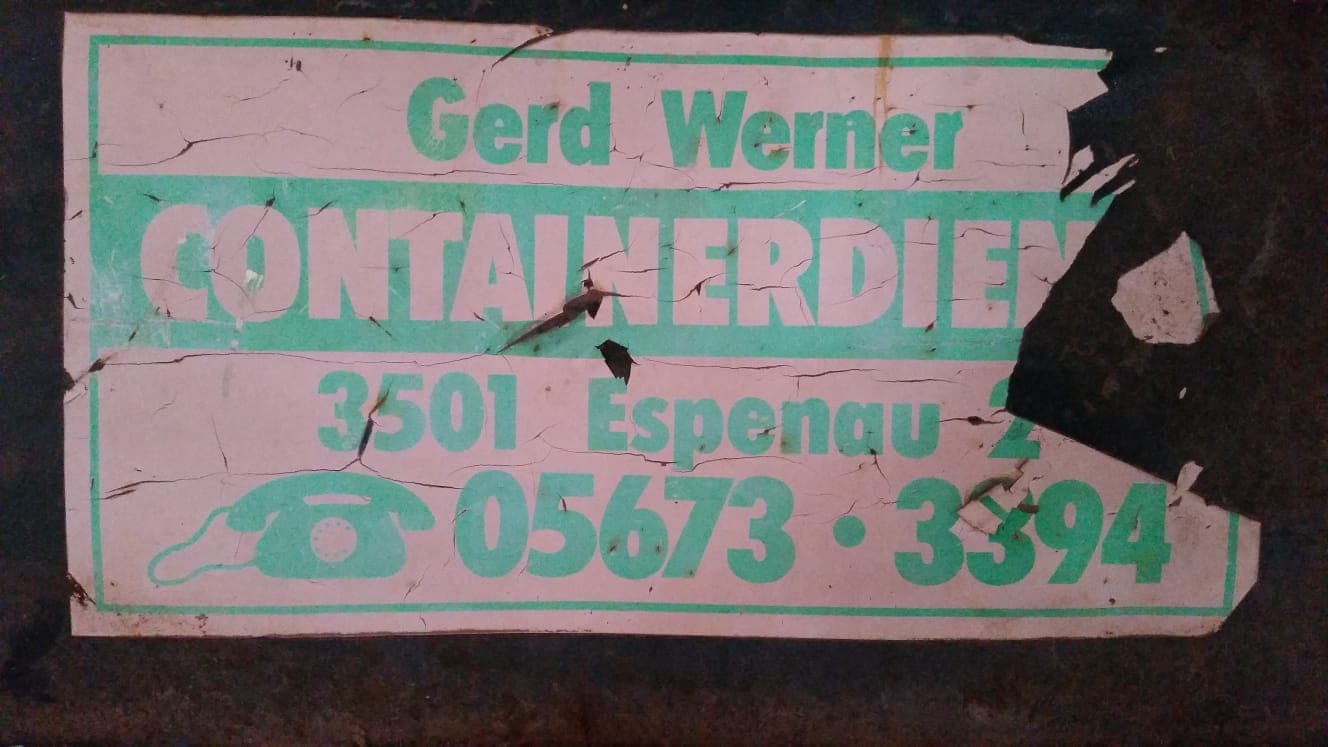 Gerd Werner
CONTAINERDIEN
3501 Espenau 2
05673 · 3394